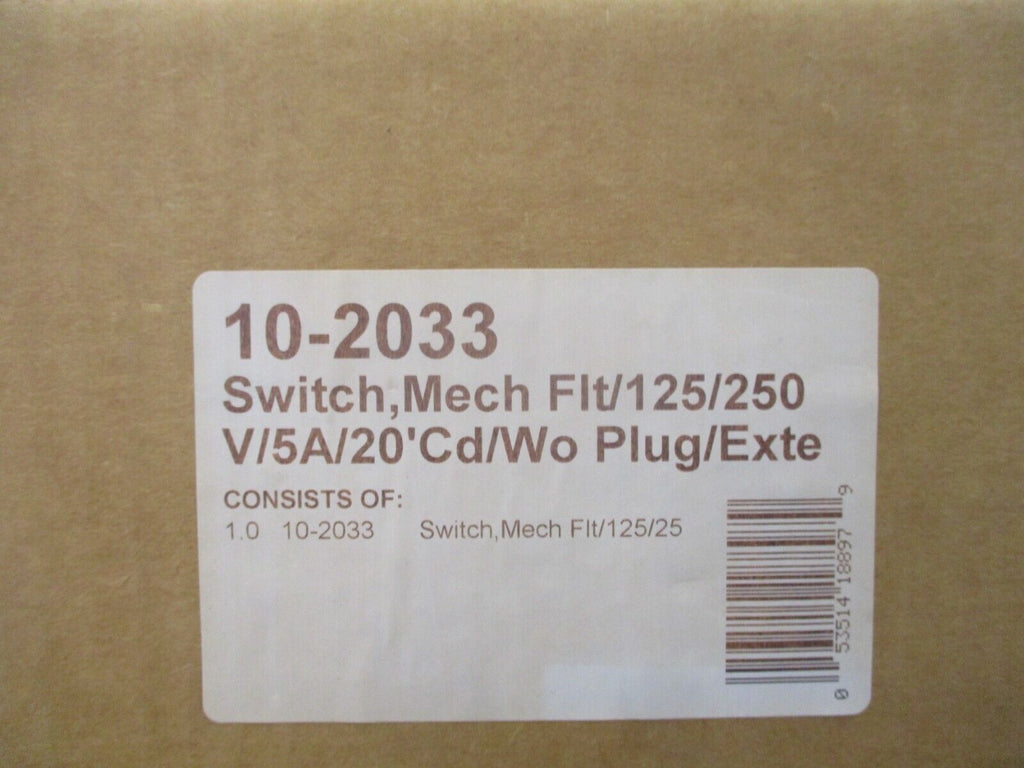 10-2033
Switch,Mech Flt/125/250
V/5A/20'Cd/Wo Plug/Exte
CONSISTS OF:
1.0 10-2033 Switch,Mech Flt/125/25
0 53514 18897 9